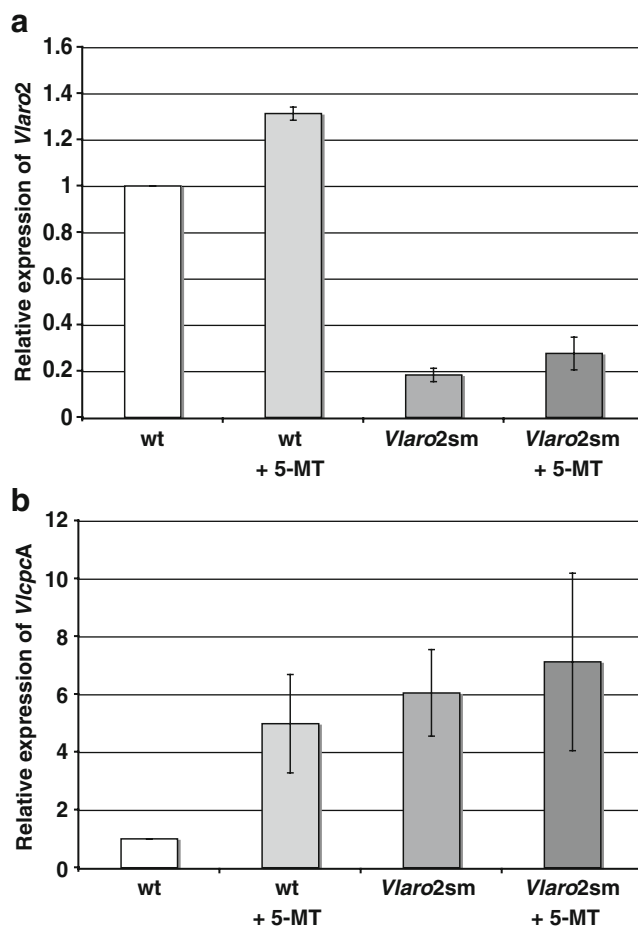 a
Relative expression of Vlaro2
1.6
1.4
1.2
1
0.8
0.6
0.4
0.2
0
wt
wt
+ 5-MT
Vlaro2sm
Vlaro2sm
+ 5-MT
b
Relative expression of VlcpcA
12
10
8
6
4
2
0
wt
wt
+ 5-MT
Vlaro2sm
Vlaro2sm
+ 5-MT